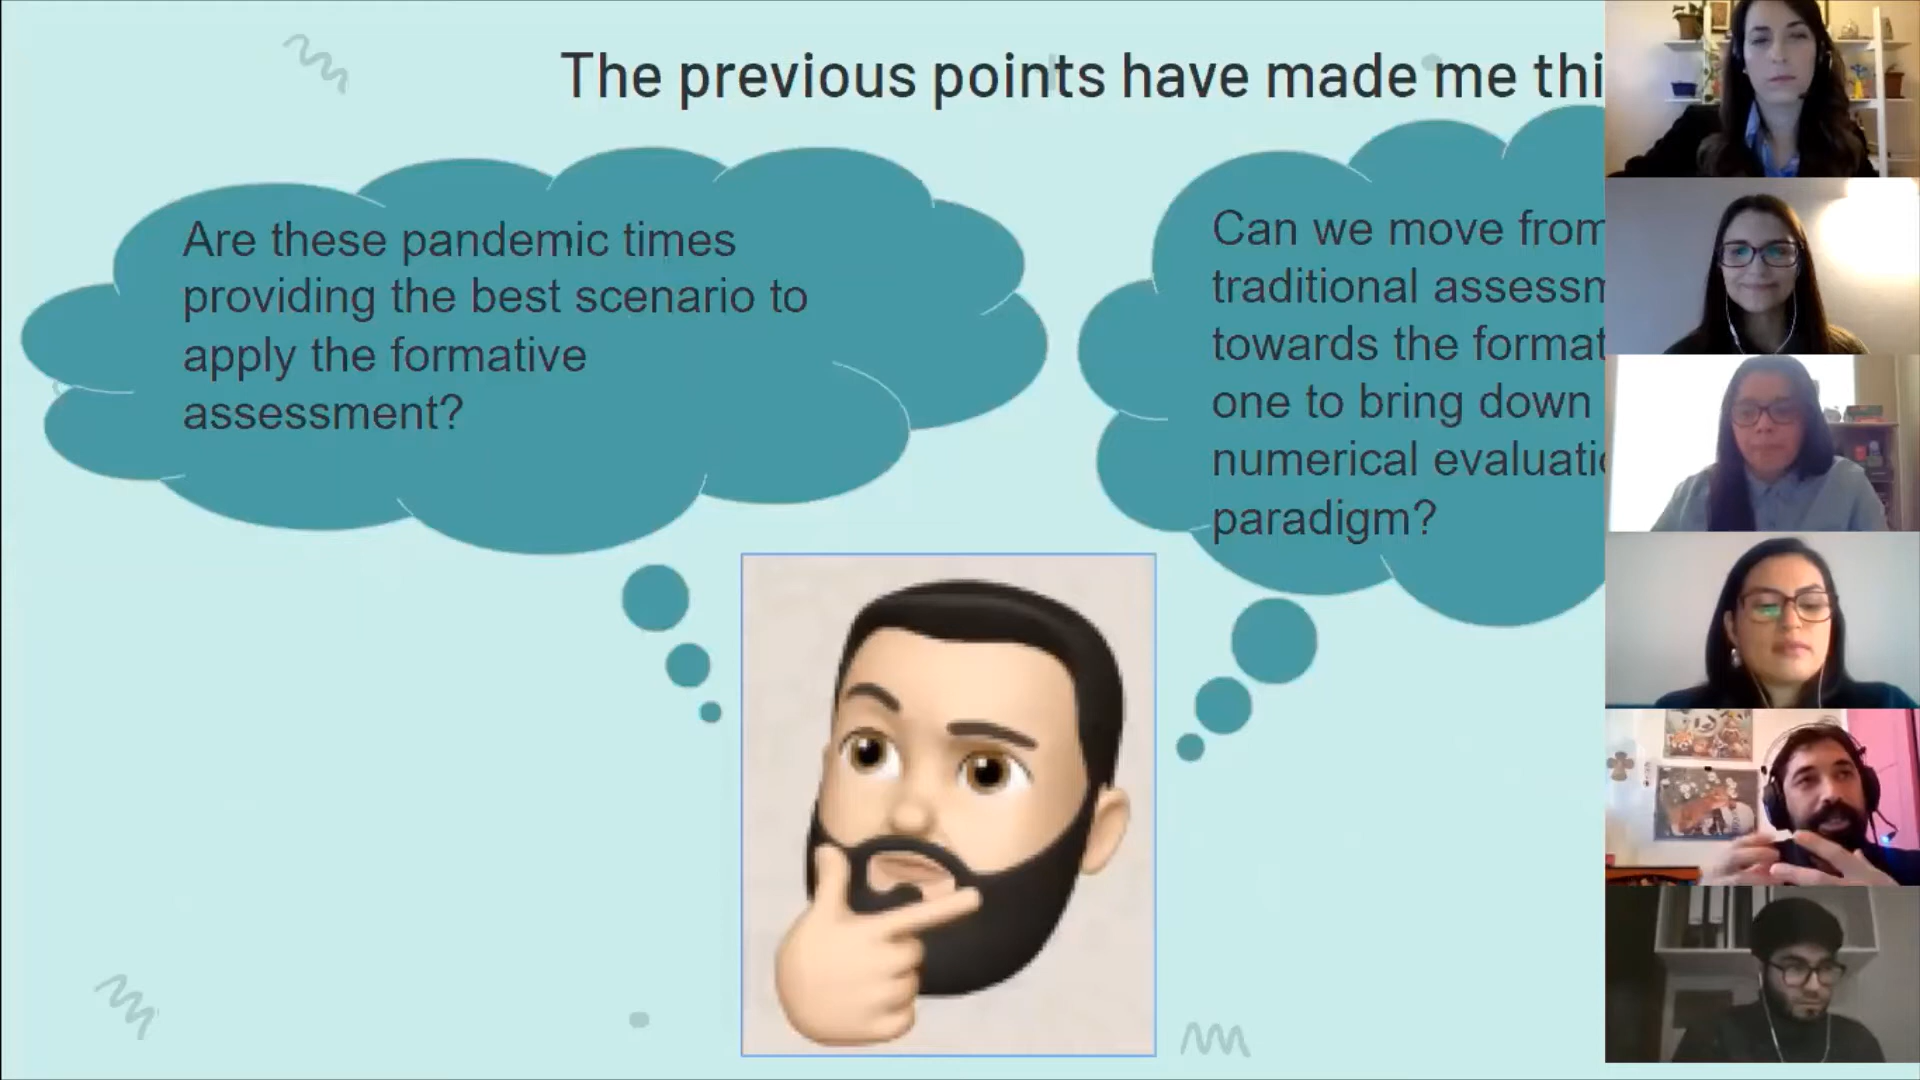 The previous points have made me thi
Are these pandemic times
providing the best scenario to
apply the formative
assessment?
Can we move from
traditional assessm
towards the format
one to bring down
numerical evaluati
paradigm?